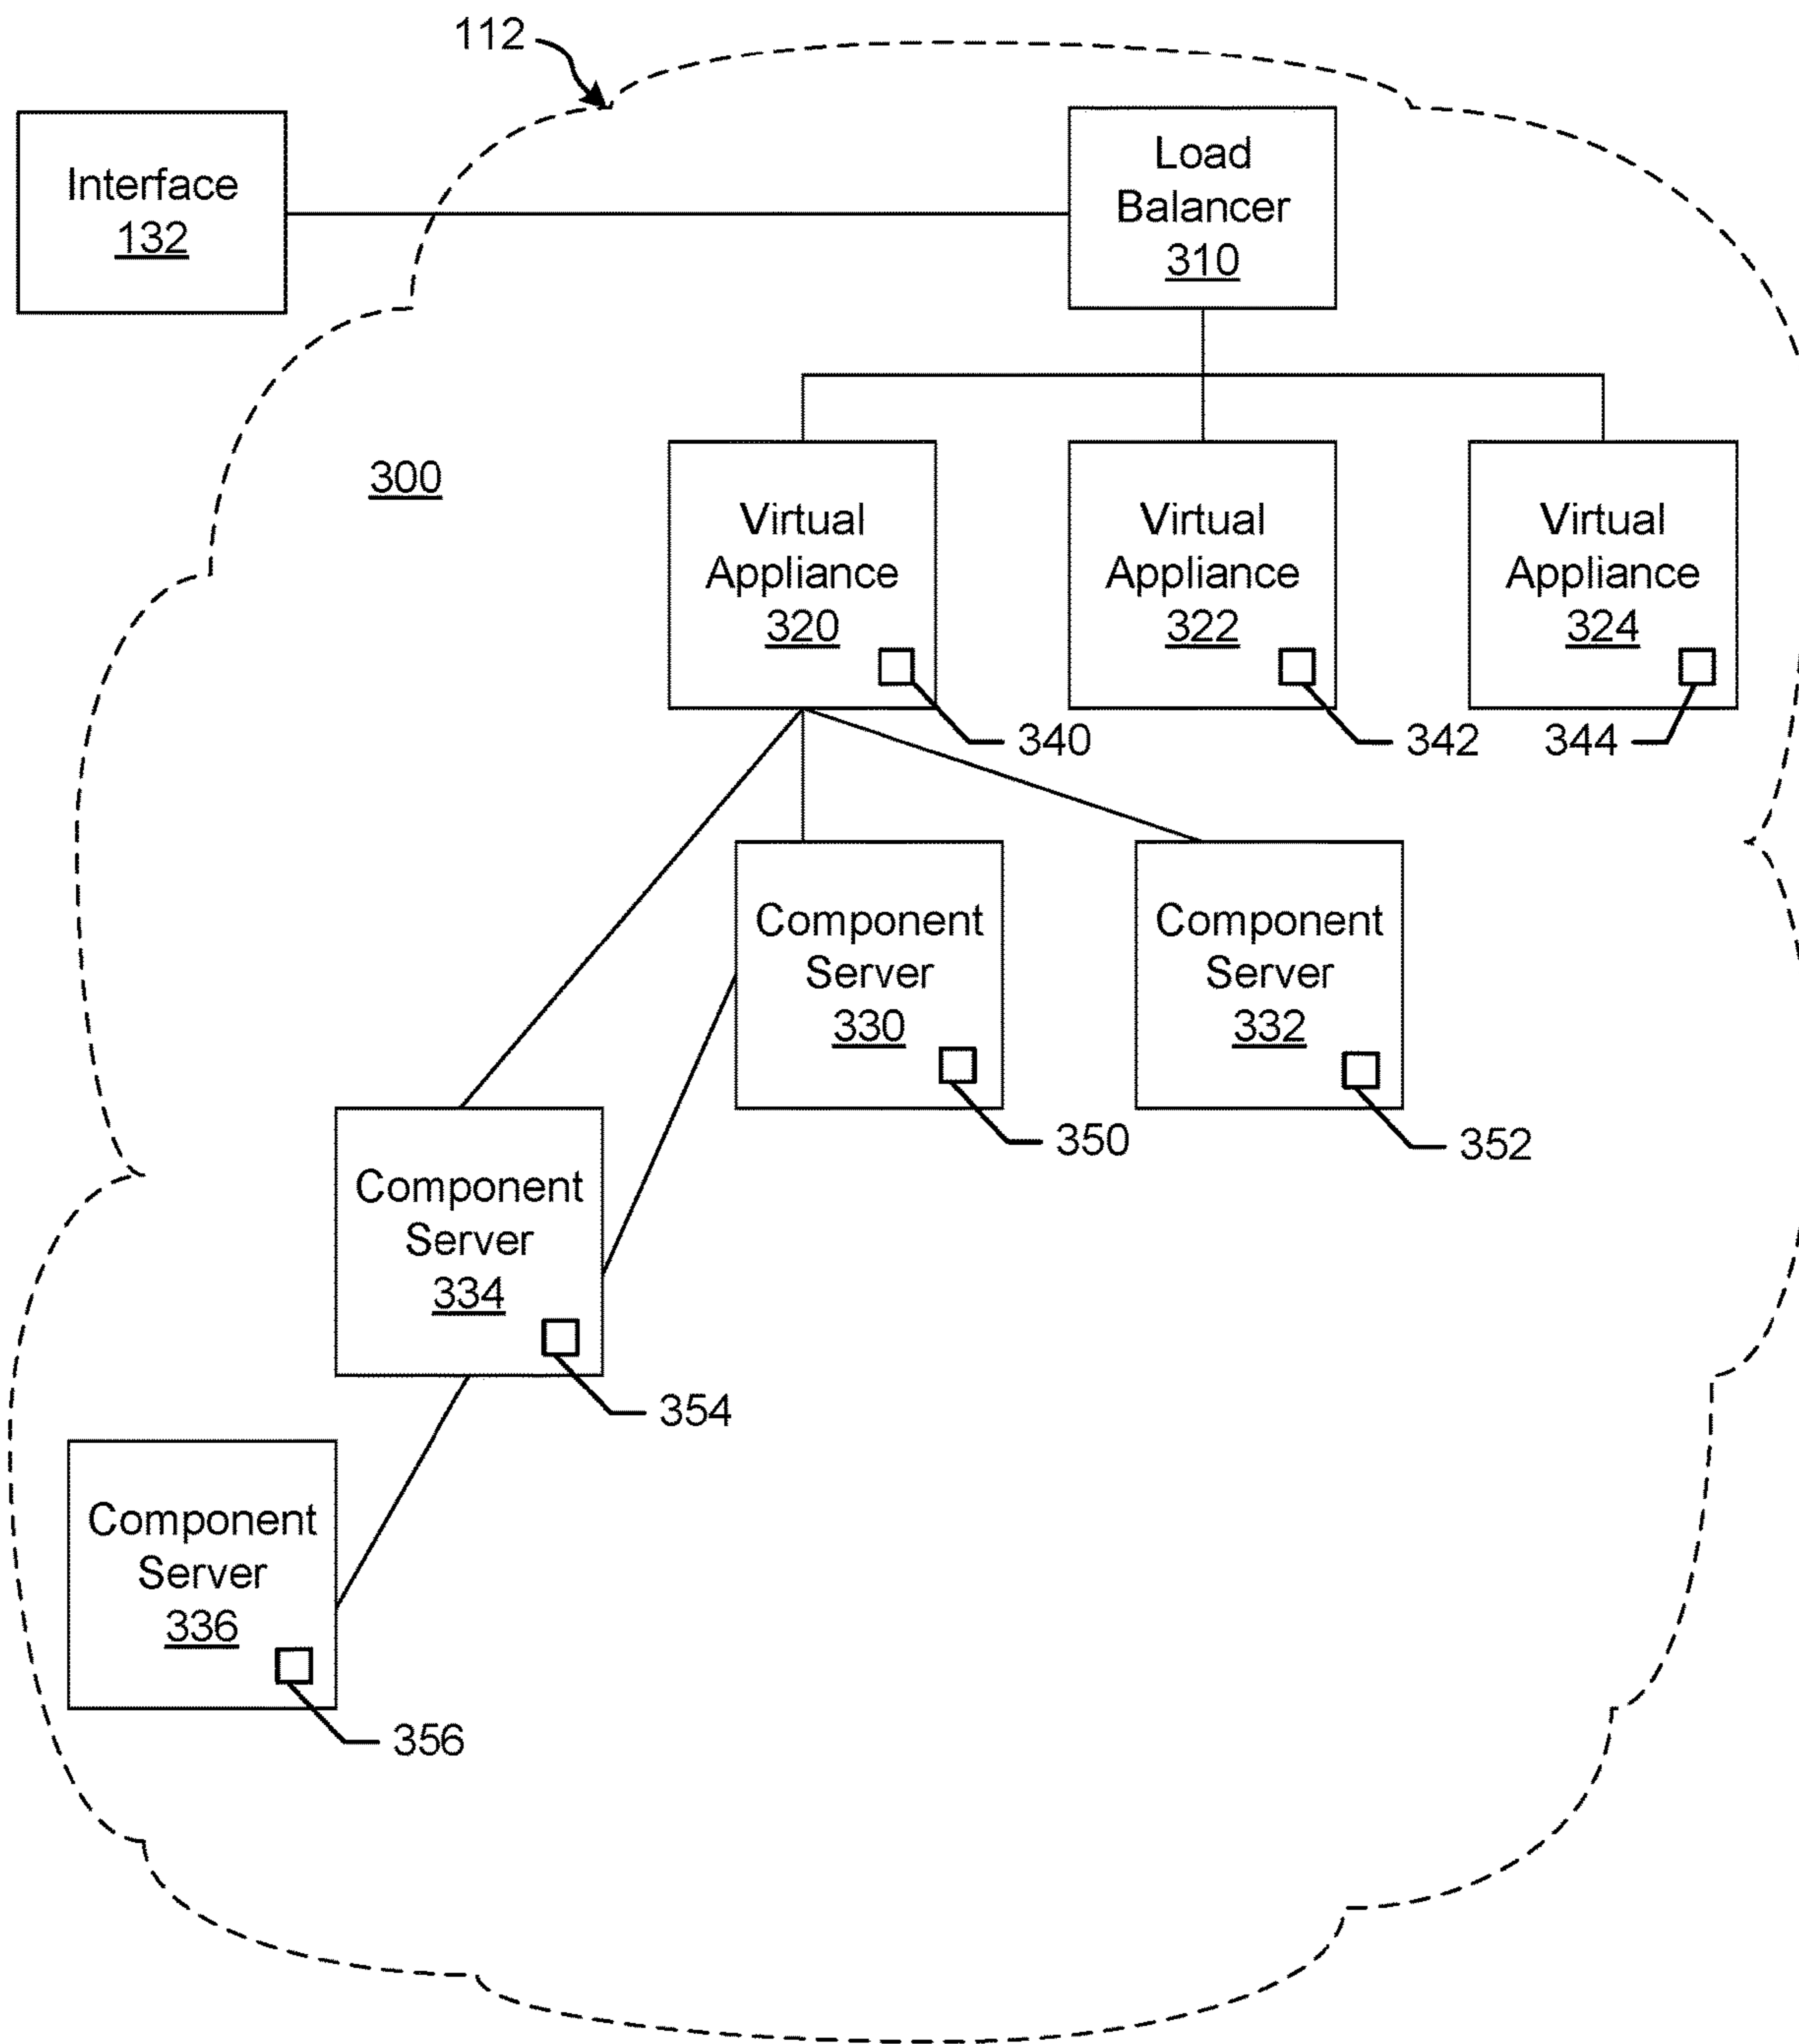 112
Interface
132
Load
Balancer
310
300
Virtual
Appliance
320
Virtual
Appliance
322
Virtual
Appliance
324
340
342
344
Component
Server
330
Component
Server
332
350
352
Component
Server
334
354
Component
Server
336
356